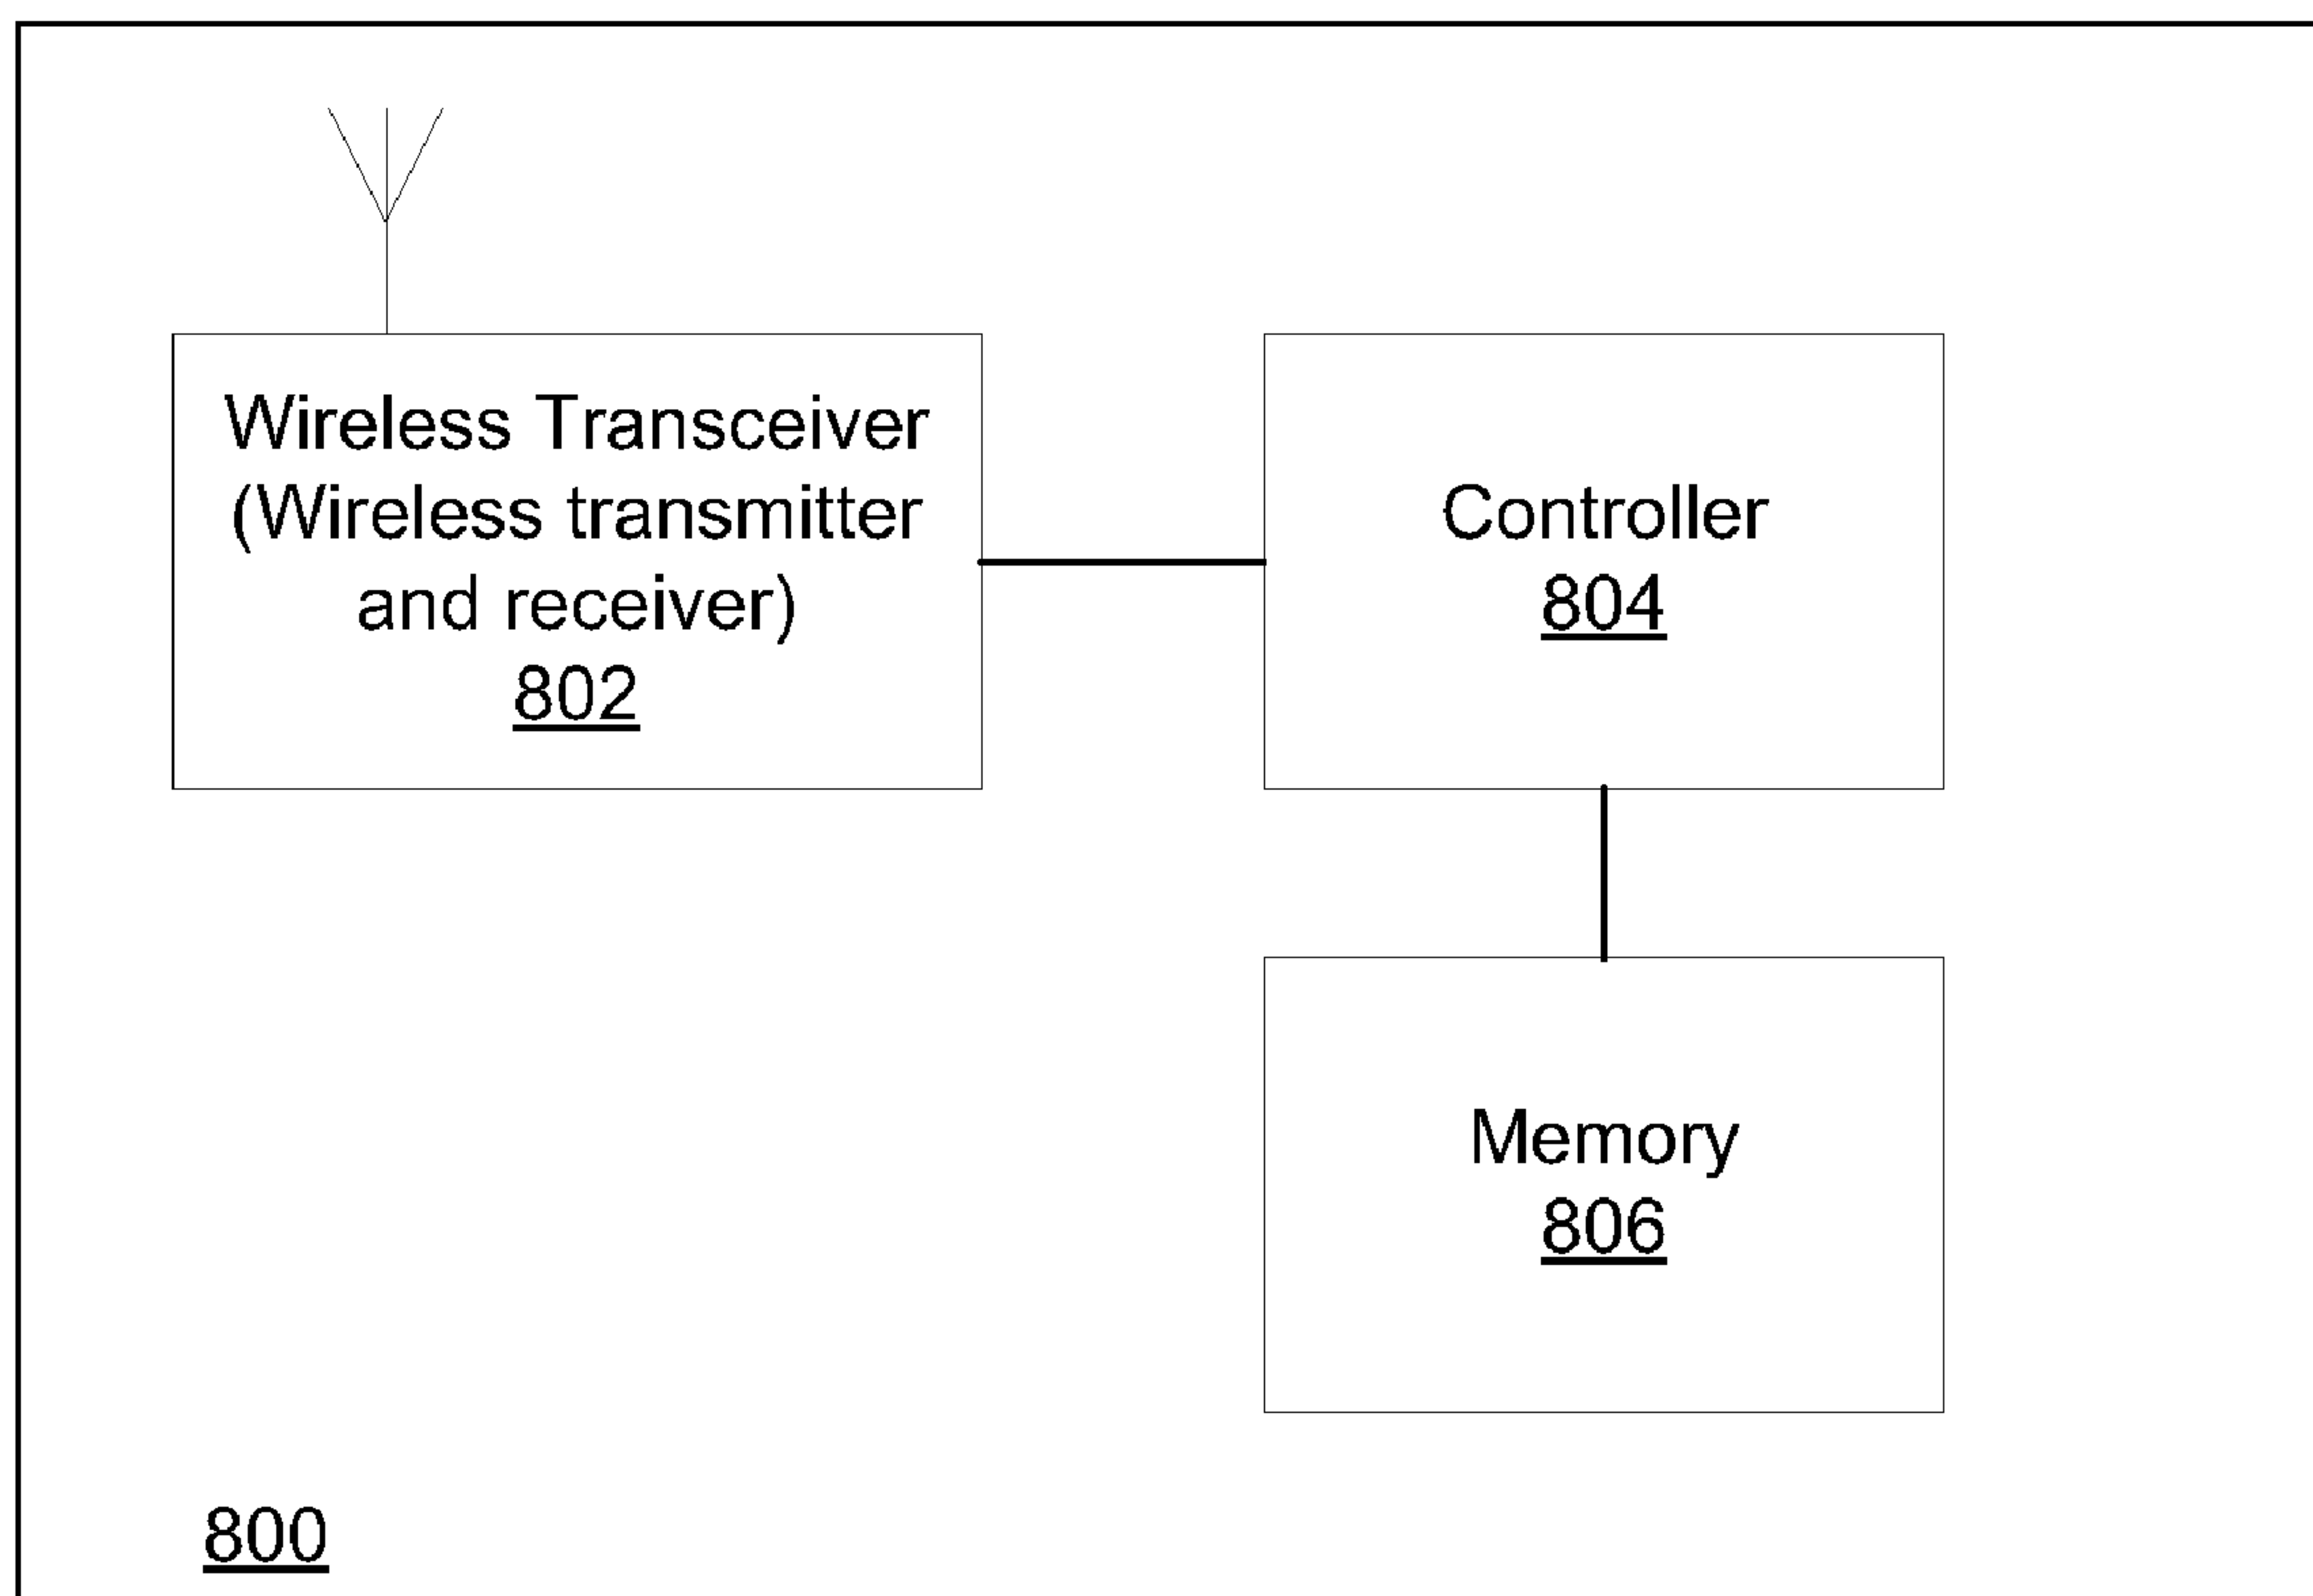 Wireless Transceiver
(Wireless transmitter
and receiver)
802
Controller
804
Memory
806
800